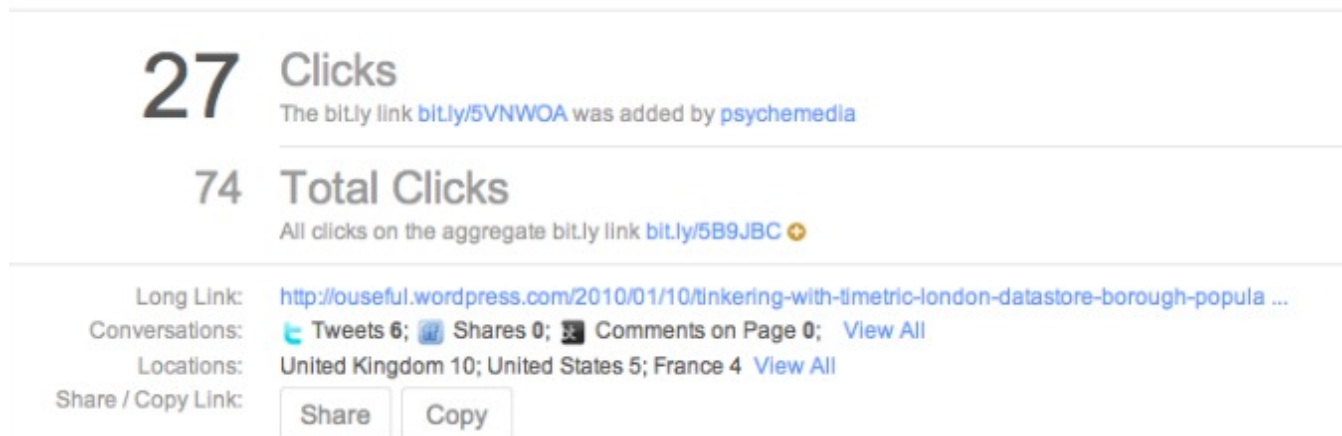 27 Clicks
The bit.ly link bit.ly/5VNWOA was added by psychemedia
74 Total Clicks
All clicks on the aggregate bit.ly link bit.ly/5B9JBC
Long Link: http://ouseful.wordpress.com/2010/01/10/tinkering-with-timetric-london-datastore-borough-popula ...
Conversations: Tweets 6; Shares 0; Comments on Page 0; View All
Locations: United Kingdom 10; United States 5; France 4 View All
Share / Copy Link: Share Copy